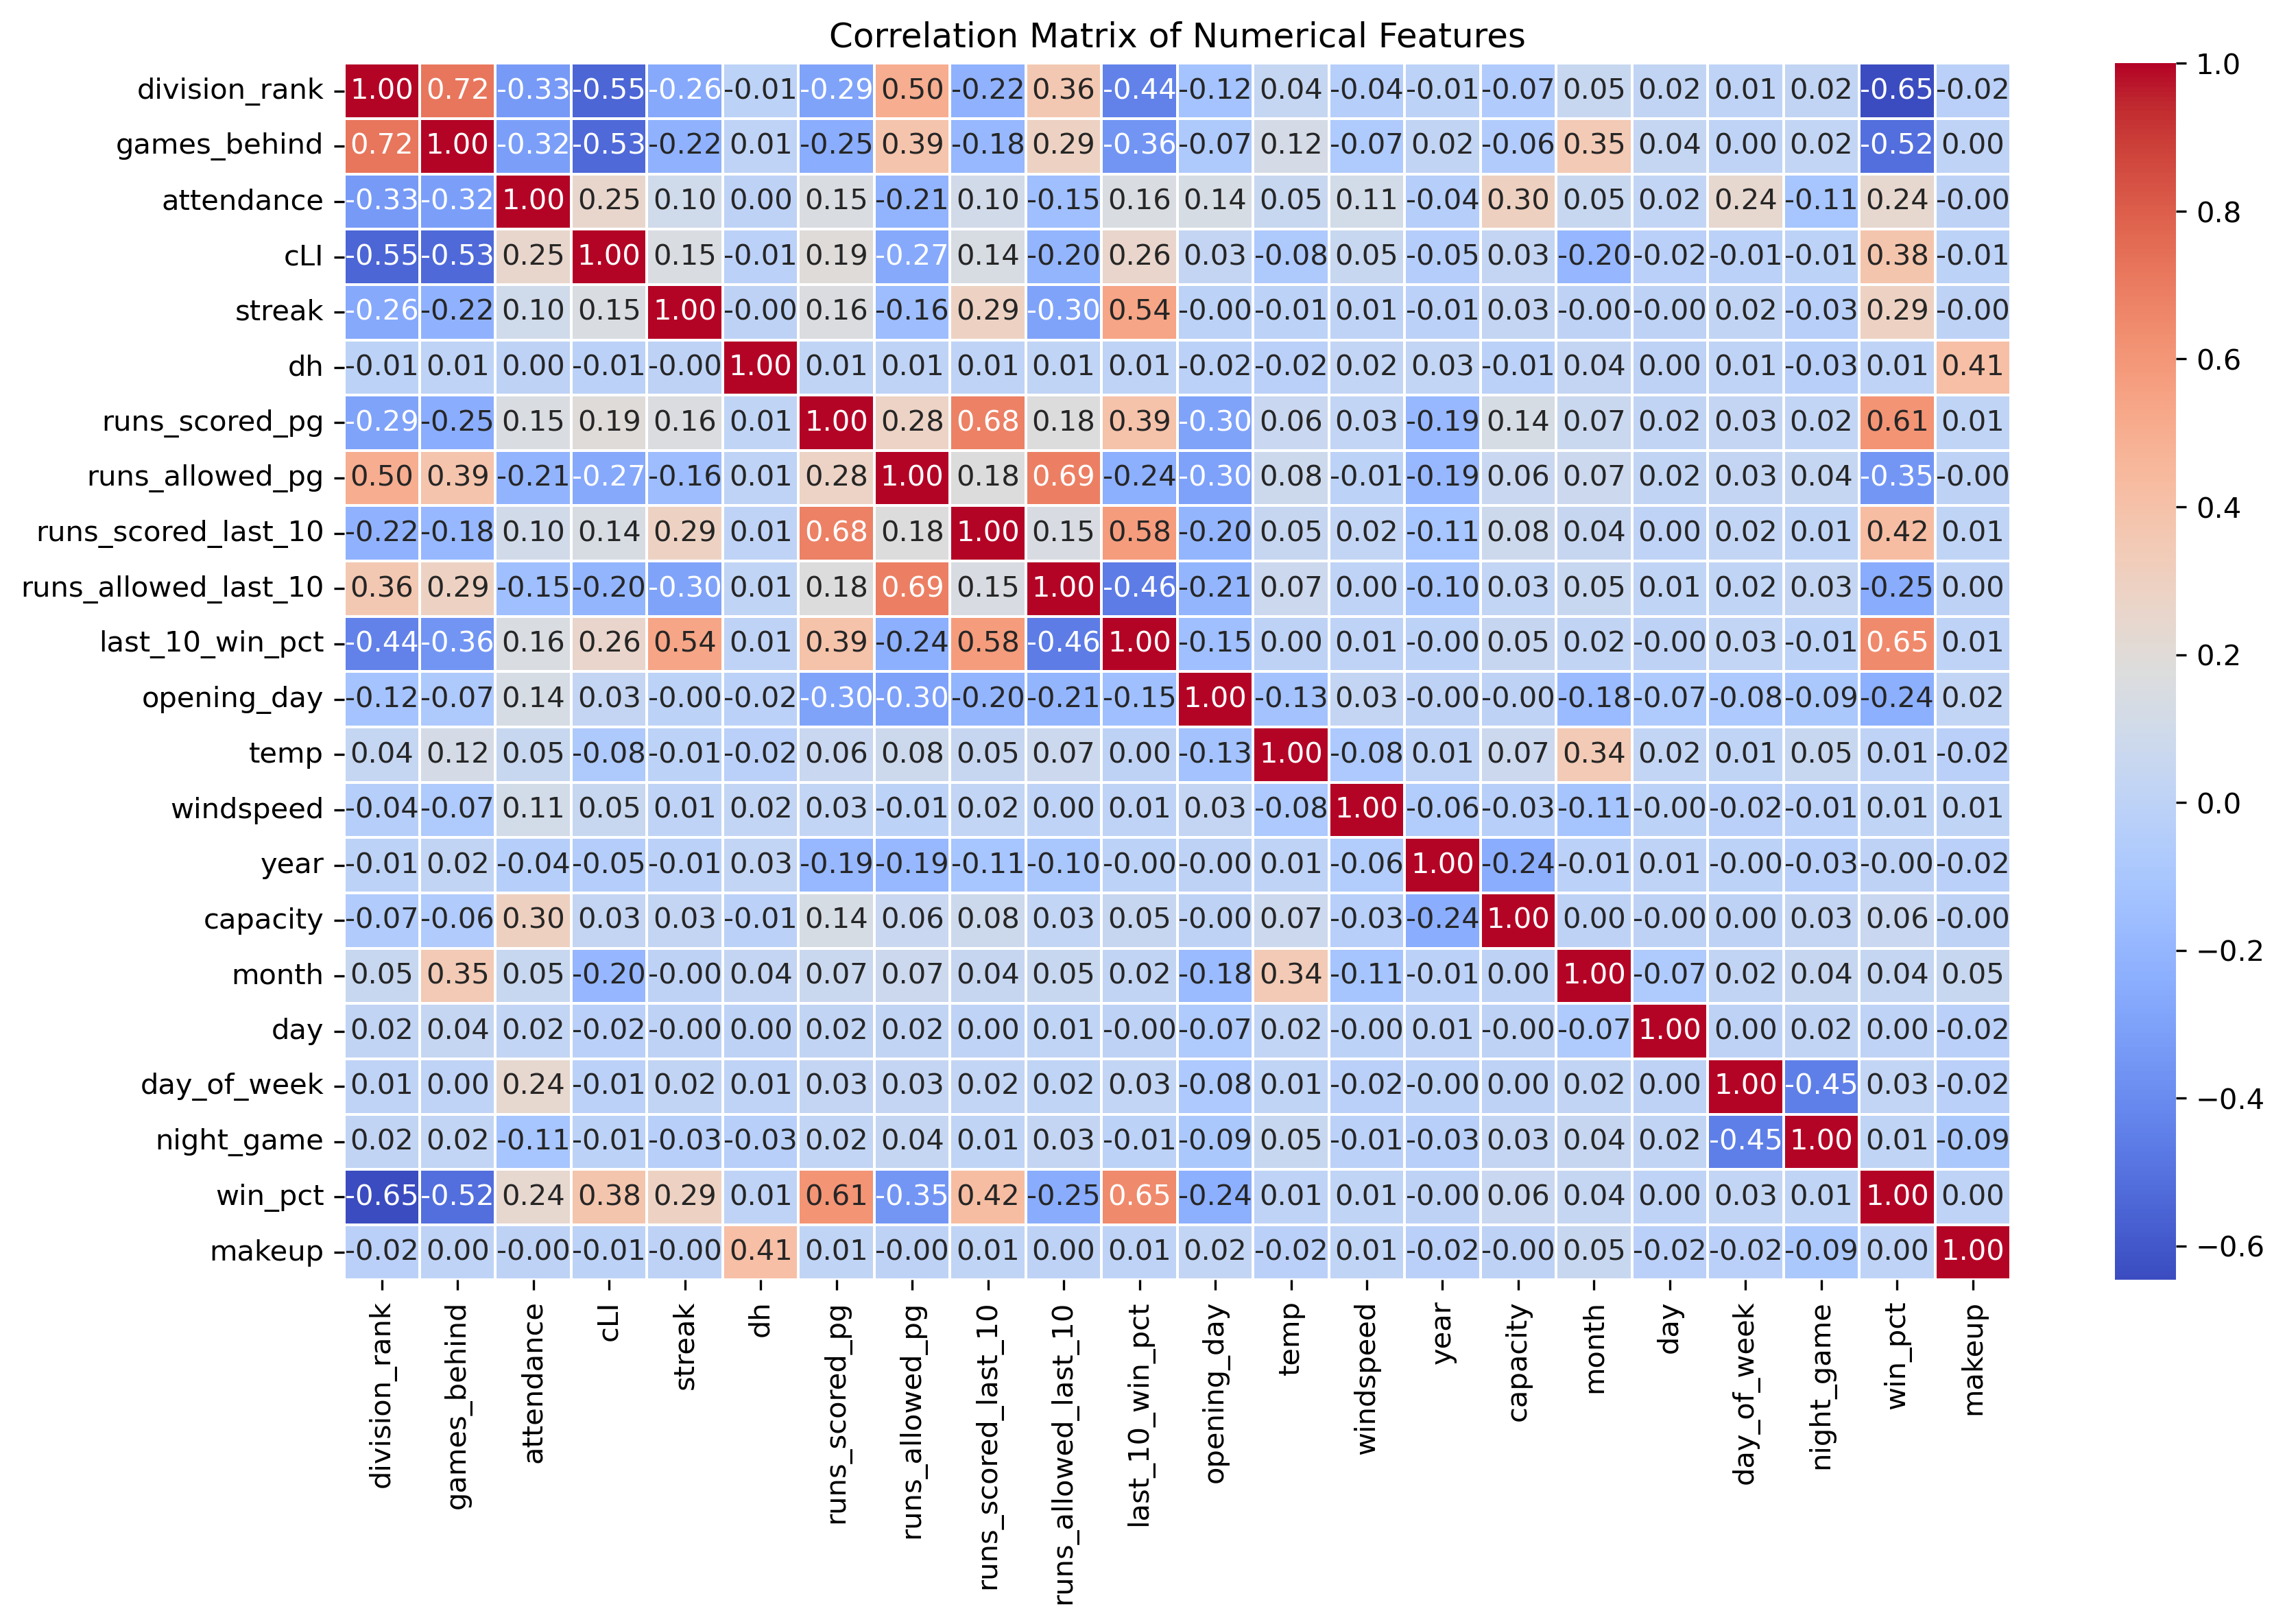 Correlation Matrix of Numerical Features
division_rank 1.00 0.72 -0.33 -0.55 -0.26 -0.01 -0.29 0.50 -0.22 0.36 -0.44 -0.12 0.04 -0.04 -0.01 -0.07 0.05 0.02 0.01 0.02 -0.65 -0.02
games_behind 0.72 1.00 -0.32 -0.53 -0.22 0.01 -0.25 0.39 -0.18 0.29 -0.36 -0.07 0.12 -0.07 0.02 -0.06 0.35 0.04 0.00 0.02 -0.52 0.00
attendance -0.33 -0.32 1.00 0.25 0.10 0.00 0.15 -0.21 0.10 -0.15 0.16 0.14 0.05 0.11 -0.04 0.30 0.05 0.02 0.24 -0.11 0.24 -0.00
cLI -0.55 -0.53 0.25 1.00 0.15 -0.01 0.19 -0.27 0.14 -0.20 0.26 0.03 -0.08 0.05 -0.05 0.03 -0.20 -0.02 -0.01 -0.01 0.38 -0.01
streak -0.26 -0.22 0.10 0.15 1.00 -0.00 0.16 -0.16 0.29 -0.30 0.54 -0.00 -0.01 0.01 -0.01 0.03 -0.00 -0.00 0.02 -0.03 0.29 -0.00
dh -0.01 0.01 0.00 -0.01 -0.00 1.00 0.01 0.01 0.01 0.01 0.01 -0.02 -0.02 0.02 0.03 -0.01 0.04 0.00 0.01 -0.03 0.01 0.41
runs_scored_pg -0.29 -0.25 0.15 0.19 0.16 0.01 1.00 0.28 0.68 0.18 0.39 -0.30 0.06 0.03 -0.19 0.14 0.07 0.02 0.03 0.02 0.61 0.01
runs_allowed_pg 0.50 0.39 -0.21 -0.27 -0.16 0.01 0.28 1.00 0.18 0.69 -0.24 -0.30 0.08 -0.01 -0.19 0.06 0.07 0.02 0.03 0.04 -0.35 -0.00
runs_scored_last_10 -0.22 -0.18 0.10 0.14 0.29 0.01 0.68 0.18 1.00 0.15 0.58 -0.20 0.05 0.02 -0.11 0.08 0.04 0.00 0.02 0.01 0.42 0.01
runs_allowed_last_10 0.36 0.29 -0.15 -0.20 -0.30 0.01 0.18 0.69 0.15 1.00 -0.46 -0.21 0.07 0.00 -0.10 0.03 0.05 0.01 0.02 0.03 -0.25 0.00
last_10_win_pct -0.44 -0.36 0.16 0.26 0.54 0.01 0.39 -0.24 0.58 -0.46 1.00 -0.15 0.00 0.01 -0.00 0.05 0.02 -0.00 0.03 -0.01 0.65 0.01
opening_day -0.12 -0.07 0.14 0.03 -0.00 -0.02 -0.30 -0.30 -0.20 -0.21 -0.15 1.00 -0.13 0.03 -0.00 -0.00 -0.18 -0.07 -0.08 -0.09 -0.24 0.02
temp 0.04 0.12 0.05 -0.08 -0.01 -0.02 0.06 0.08 0.05 0.07 0.00 -0.13 1.00 -0.08 0.01 0.07 0.34 0.02 0.01 0.05 0.01 -0.02
windspeed -0.04 -0.07 0.11 0.05 0.01 0.02 0.03 -0.01 0.02 0.00 0.01 0.03 -0.08 1.00 -0.06 -0.03 -0.11 -0.00 -0.02 -0.01 0.01 0.01
year -0.01 0.02 -0.04 -0.05 -0.01 0.03 -0.19 -0.19 -0.11 -0.10 -0.00 -0.00 0.01 -0.06 1.00 -0.24 -0.01 0.01 -0.00 -0.03 -0.00 -0.02
capacity -0.07 -0.06 0.30 0.03 0.03 -0.01 0.14 0.06 0.08 0.03 0.05 -0.00 0.07 -0.03 -0.24 1.00 0.00 -0.00 0.00 0.03 0.06 -0.00
month 0.05 0.35 0.05 -0.20 -0.00 0.04 0.07 0.07 0.04 0.05 0.02 -0.18 0.34 -0.11 -0.01 0.00 1.00 -0.07 0.02 0.04 0.04 0.05
day 0.02 0.04 0.02 -0.02 -0.00 0.00 0.02 0.02 0.00 0.01 -0.00 -0.07 0.02 -0.00 0.01 -0.00 -0.07 1.00 0.00 0.02 0.00 -0.02
day_of_week 0.01 0.00 0.24 -0.01 0.02 0.01 0.03 0.03 0.02 0.02 0.03 -0.08 0.01 -0.02 -0.00 0.00 0.02 0.00 1.00 -0.45 0.03 -0.02
night_game 0.02 0.02 -0.11 -0.01 -0.03 -0.03 0.02 0.04 0.01 0.03 -0.01 -0.09 0.05 -0.01 -0.03 0.03 0.04 0.02 -0.45 1.00 0.01 -0.09
win_pct -0.65 -0.52 0.24 0.38 0.29 0.01 0.61 -0.35 0.42 -0.25 0.65 -0.24 0.01 0.01 -0.00 0.06 0.04 0.00 0.03 0.01 1.00 0.00
makeup -0.02 0.00 -0.00 -0.01 -0.00 0.41 0.01 -0.00 0.01 0.00 0.01 0.02 -0.02 0.01 -0.02 -0.00 0.05 -0.02 -0.02 -0.09 0.00 1.00
division_rank
games_behind
attendance
cLI
streak
dh
runs_scored_pg
runs_allowed_pg
runs_scored_last_10
runs_allowed_last_10
last_10_win_pct
opening_day
temp
windspeed
year
capacity
month
day
day_of_week
night_game
win_pct
makeup
1.0
0.8
0.6
0.4
0.2
0.0
−0.2
−0.4
−0.6